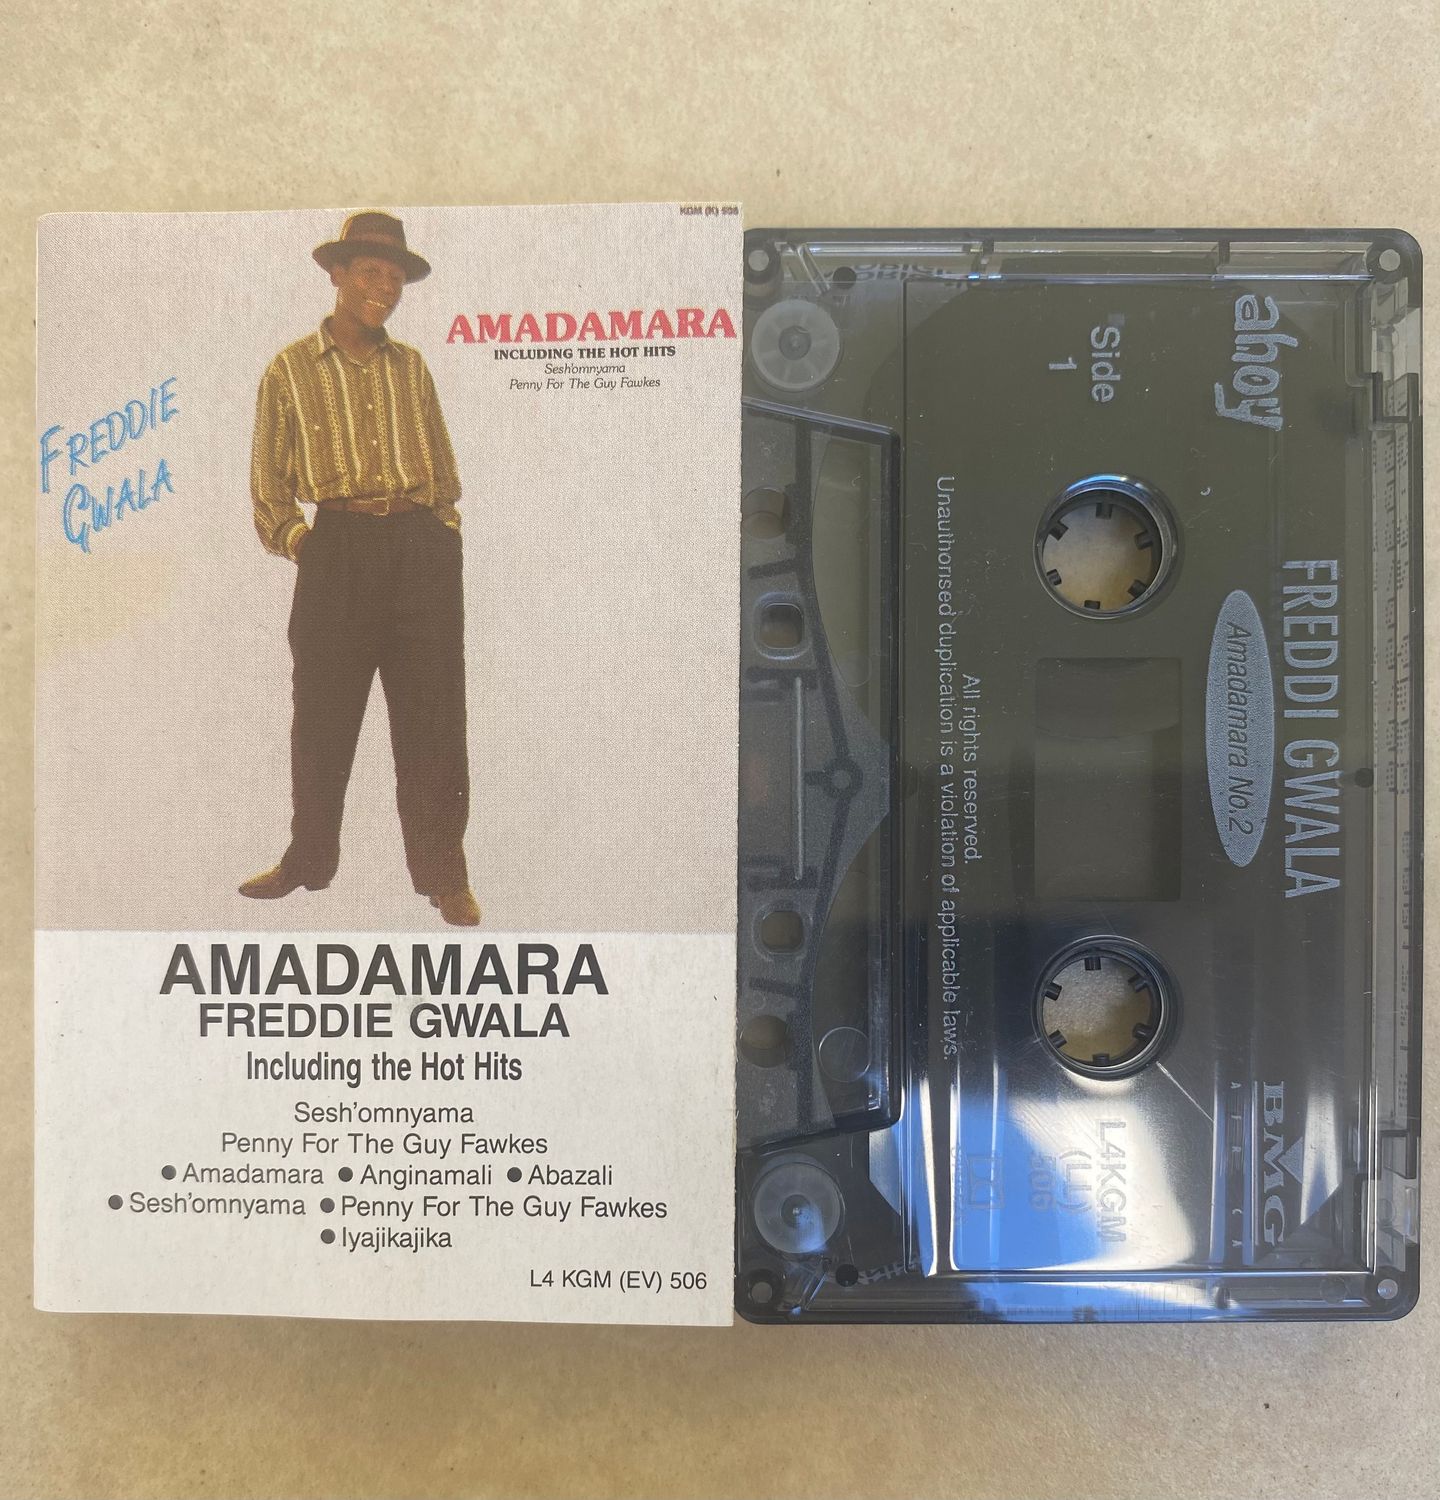 KGM (K) 506
AMADAMARA
INCLUDING THE HOT HITS
Sesh'omnyama
Penny For The Guy Fawkes
FREDDIE
GWALA
AMADAMARA
FREDDIE GWALA
Including the Hot Hits
Sesh'omnyama
Penny For The Guy Fawkes
● Amadamara ● Anginamali ● Abazali
● Sesh'omnyama ● Penny For The Guy Fawkes
● Iyajikajika
L4 KGM (EV) 506
ahoy
FREDDI GWALA
Amadamara No.2
BMG
AFRICA
Side
1
L4KGM
(LL)
506
All rights reserved.
Unauthorised duplication is a violation of applicable laws.